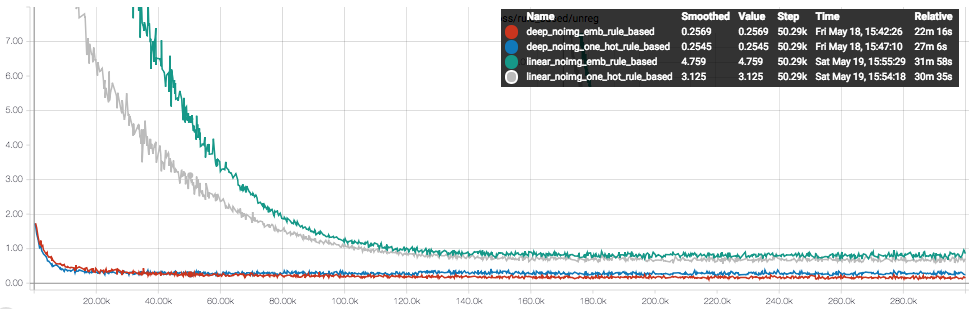 ss/rule_based/unreg
Name Smoothed Value Step Time Relative
deep_noimg_emb_rule_based 0.2569 0.2569 50.29k Fri May 18, 15:42:26 22m 16s
deep_noimg_one_hot_rule_based 0.2545 0.2545 50.29k Fri May 18, 15:47:10 27m 6s
linear_noimg_emb_rule_based 4.759 4.759 50.29k Sat May 19, 15:55:29 31m 58s
linear_noimg_one_hot_rule_based 3.125 3.125 50.29k Sat May 19, 15:54:18 30m 35s
7.00
6.00
5.00
4.00
3.00
2.00
1.00
0.00
20.00k 40.00k 60.00k 80.00k 100.0k 120.0k 140.0k 160.0k 180.0k 200.0k 220.0k 240.0k 260.0k 280.0k